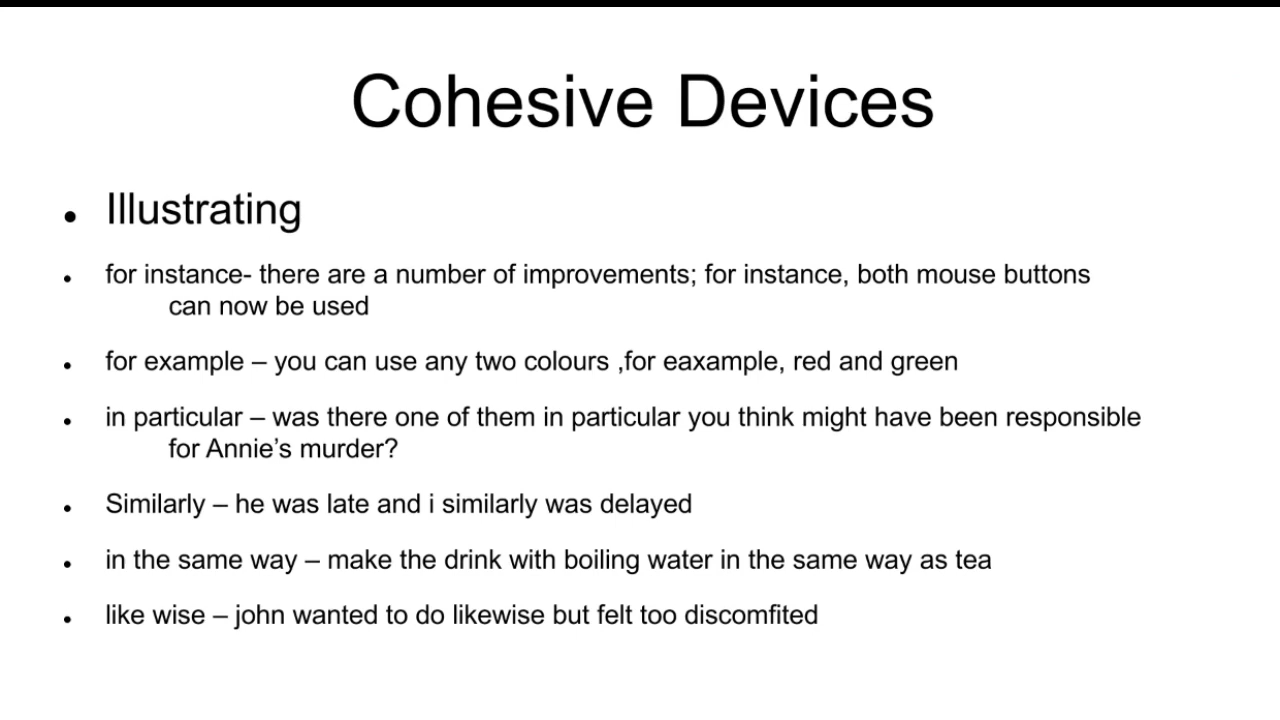 Cohesive Devices
• Illustrating
• for instance- there are a number of improvements; for instance, both mouse buttons
can now be used
• for example – you can use any two colours ,for eaxample, red and green
• in particular – was there one of them in particular you think might have been responsible
for Annie’s murder?
• Similarly – he was late and i similarly was delayed
• in the same way – make the drink with boiling water in the same way as tea
• like wise – john wanted to do likewise but felt too discomfited